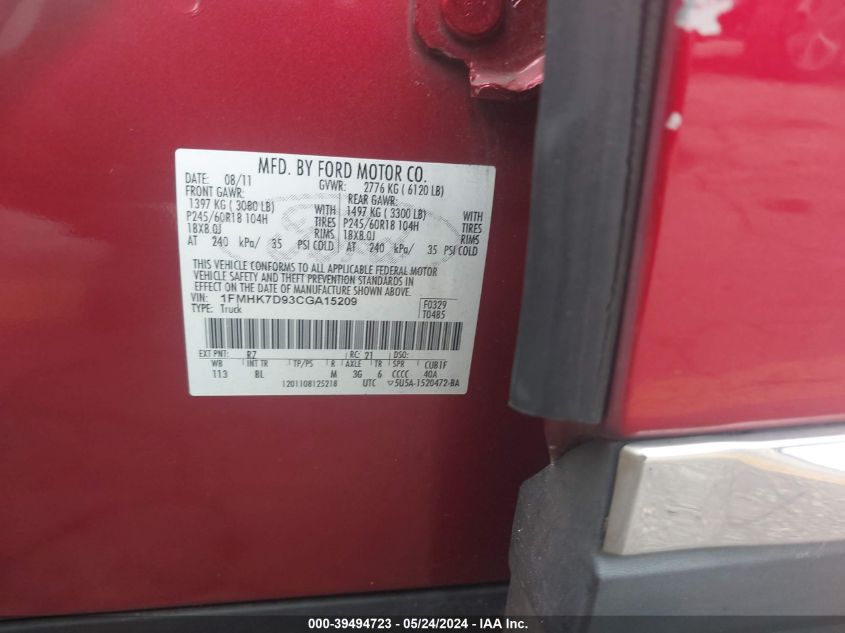 MFD. BY FORD MOTOR CO.
DATE: 08/11 GVWR: 2776 KG ( 6120 LB)
FRONT GAWR: REAR GAWR:
1397 KG ( 3080 LB) WITH 1497 KG ( 3300 LB) WITH
P245/60R18 104H TIRES P245/60R18 104H TIRES
18X8.0J RIMS 18X8.0J RIMS
AT 240 kPa/ 35 PSI COLD AT 240 kPa/ 35 PSI COLD
THIS VEHICLE CONFORMS TO ALL APPLICABLE FEDERAL MOTOR
VEHICLE SAFETY AND THEFT PREVENTION STANDARDS IN
EFFECT ON THE DATE OF MANUFACTURE SHOWN ABOVE.
VIN: 1FMHK7D93CGA15209 F0329
TYPE: Truck T0485
EXT PNT: R7 RC: 21 DSO:
WB INT TR TP/PS R AXLE TR SPR CUB1F
113 BL M 3G 6 CCCC 40A
1201108125218 UTC ▽5U5A-1520472-BA
000-39494723 - 05/24/2024 - IAA Inc.